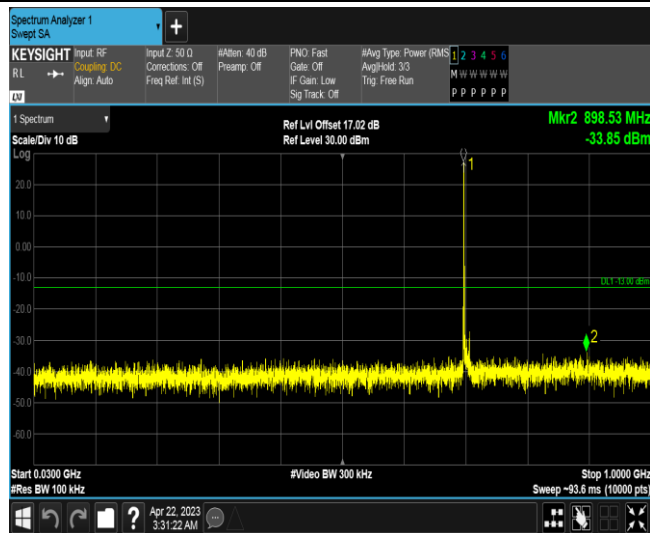 Spectrum Analyzer 1
Swept SA
+
KEYSIGHT
RL
Input: RF
Coupling: DC
Align: Auto
Input Z: 50 Ω
Corrections: Off
Freq Ref: Int (S)
#Atten: 40 dB
Preamp: Off
PNO: Fast
Gate: Off
IF Gain: Low
Sig Track: Off
#Avg Type: Power (RMS
Avg|Hold: 3/3
Trig: Free Run
1 2 3 4 5 6
M W W W W W
P P P P P P
LXI
1 Spectrum
Scale/Div 10 dB
Ref Lvl Offset 17.02 dB
Ref Level 30.00 dBm
Mkr2 898.53 MHz
-33.85 dBm
Log
1
20.0
10.0
0.00
-10.0
DL1 -13.00 dBm
-20.0
-30.0
2
-40.0
-50.0
-60.0
Start 0.0300 GHz
#Video BW 300 kHz
Stop 1.0000 GHz
#Res BW 100 kHz
Sweep ~93.6 ms (10000 pts)
?
Apr 22, 2023
3:31:22 AM